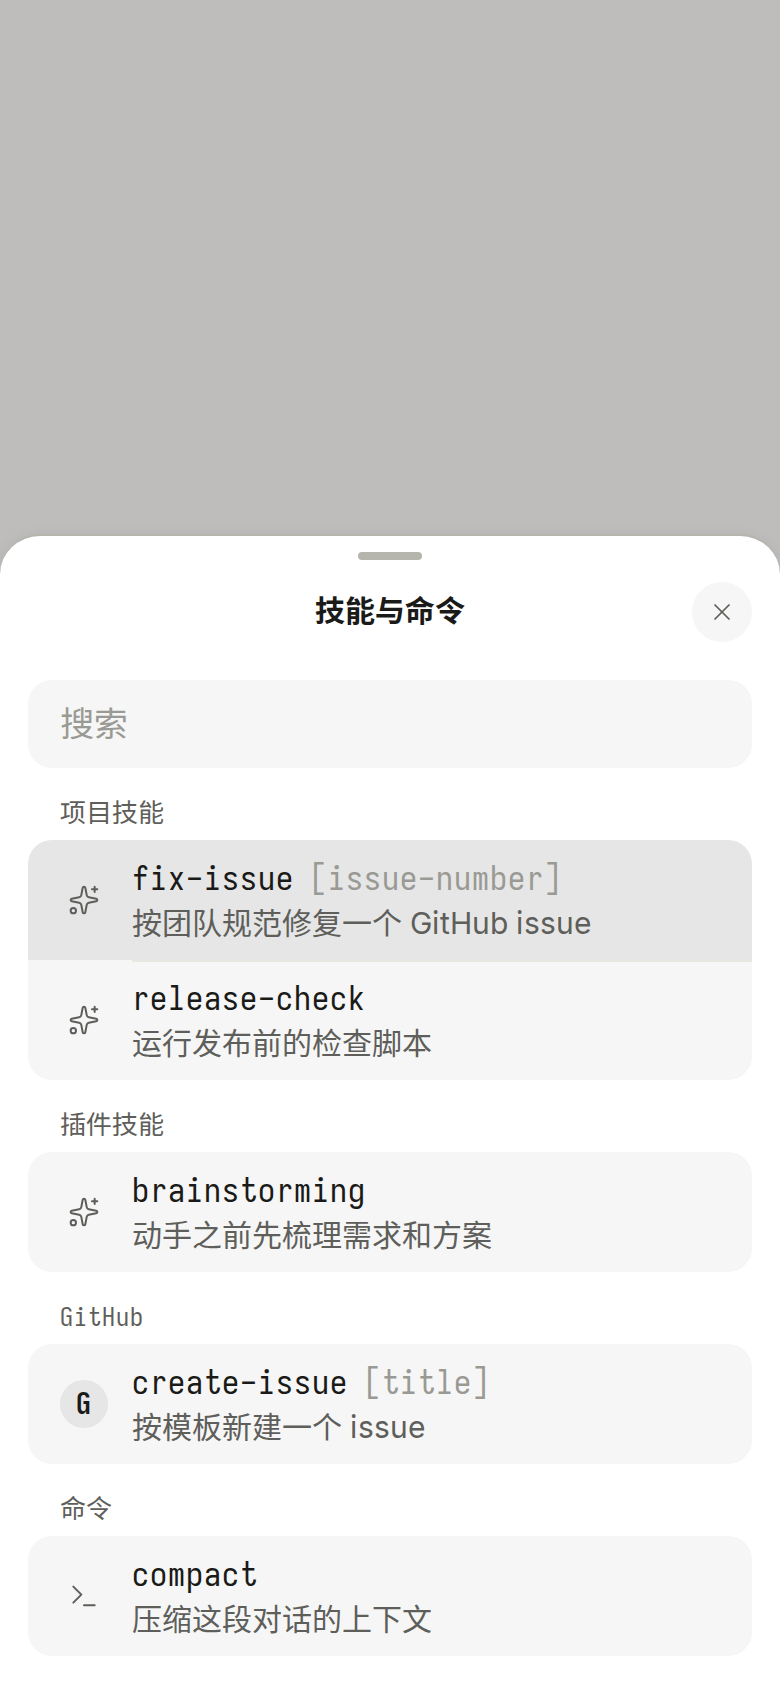 技能与命令
搜索
项目技能
fix-issue [issue-number]
按团队规范修复一个 GitHub issue
release-check
运行发布前的检查脚本
插件技能
brainstorming
动手之前先梳理需求和方案
GitHub
G
create-issue [title]
按模板新建一个 issue
命令
compact
压缩这段对话的上下文